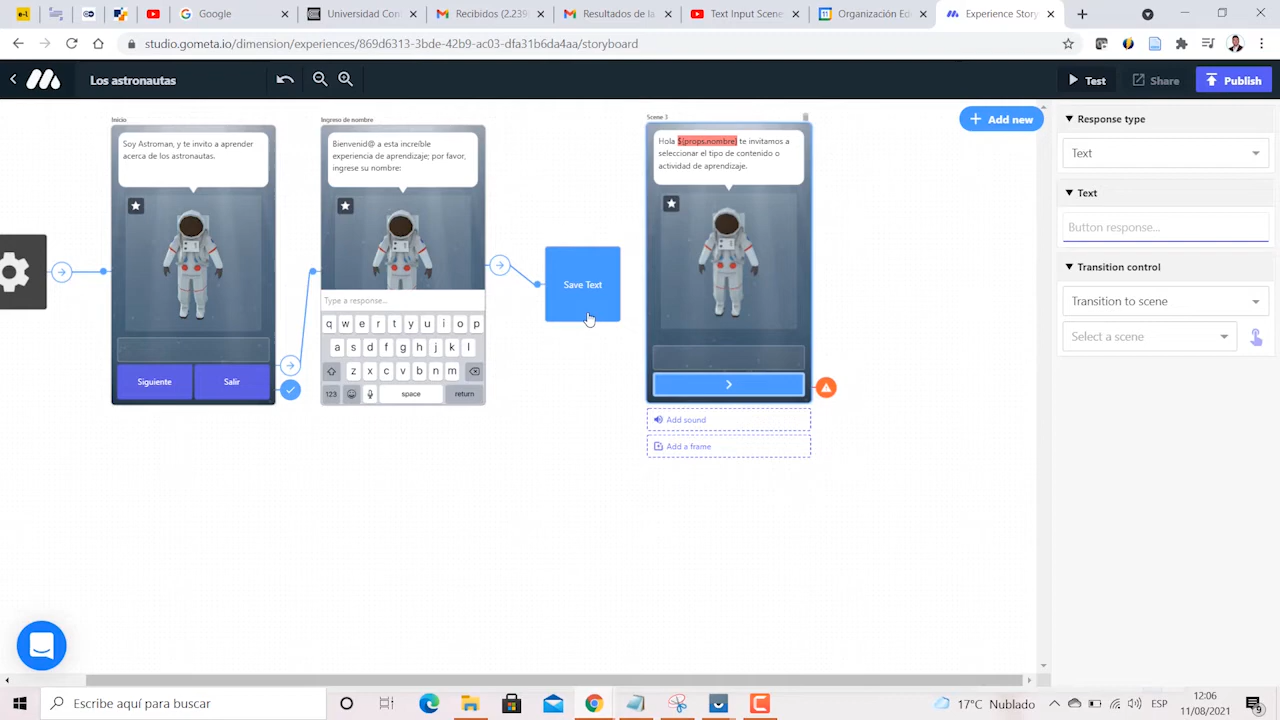 Google
Universidad Con
Recibidos (2.239
Resultados de la
Text Input Scene
Organización Ed
Experience Story
studio.gometa.io/dimension/experiences/869d6313-3bde-42b9-ac03-dfa31b6da4aa/storyboard
Los astronautas
Test
Share
Publish
Inicio
Ingreso de nombre
Scene 3
Add new
Soy Astroman, y te invito a aprender
acerca de los astronautas.
Bienvenid@ a esta increíble
experiencia de aprendizaje; por favor,
ingrese su nombre:
Hola ${props.nombre} te invitamos a
seleccionar el tipo de contenido o
actividad de aprendizaje.
Siguiente
Salir
Type a response...
q w e r t y u i o p
a s d f g h j k l
z x c v b n m
123
space
return
Save Text
Add sound
Add a frame
Response type
Text
Text
Button response...
Transition control
Transition to scene
Select a scene
Escribe aquí para buscar
17°C Nublado
ESP
12:06
11/08/2021